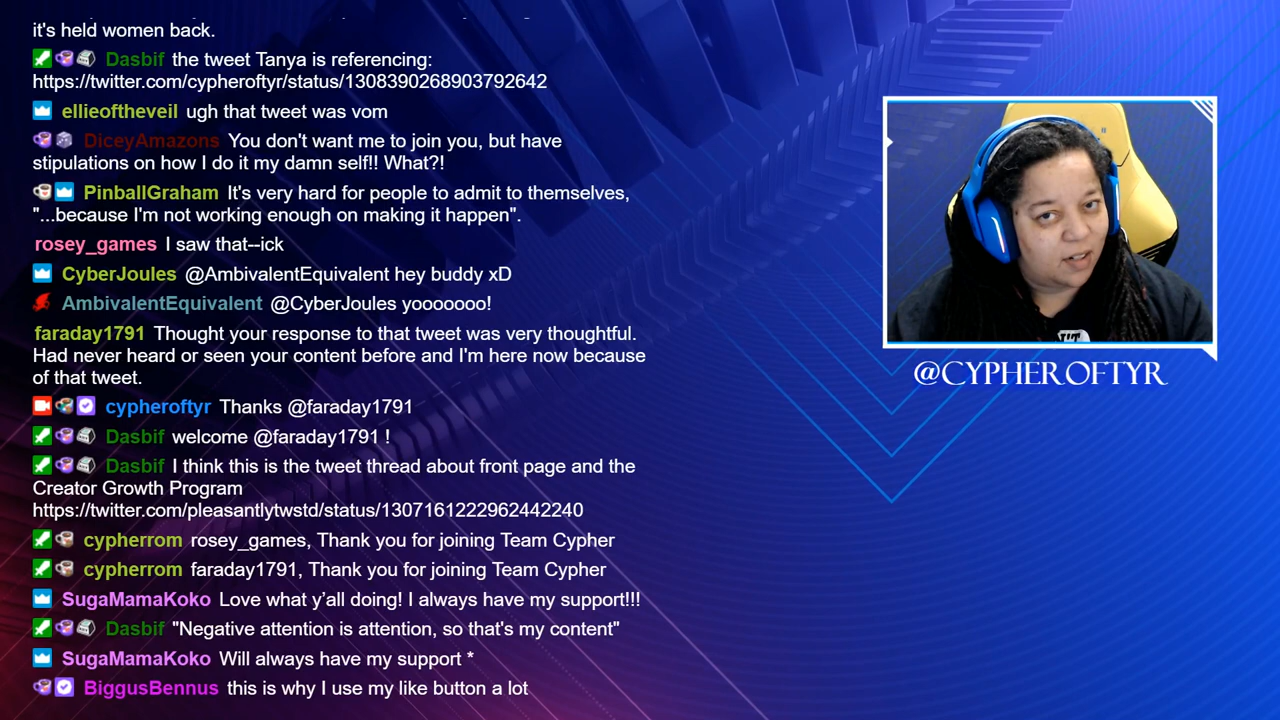 it's held women back.
Dasbif the tweet Tanya is referencing:
https://twitter.com/cypheroftyr/status/1308390268903792642
ellieoftheveil ugh that tweet was vom
DiceyAmazons You don't want me to join you, but have
stipulations on how I do it my damn self!! What?!
PinballGraham It's very hard for people to admit to themselves,
"...because I'm not working enough on making it happen".
rosey_games I saw that--ick
CyberJoules @AmbivalentEquivalent hey buddy xD
AmbivalentEquivalent @CyberJoules yooooooo!
faraday1791 Thought your response to that tweet was very thoughtful.
Had never heard or seen your content before and I'm here now because
of that tweet.
cypheroftyr Thanks @faraday1791
Dasbif welcome @faraday1791 !
Dasbif I think this is the tweet thread about front page and the
Creator Growth Program
https://twitter.com/pleasantlytwstd/status/1307161222962442240
cypherrom rosey_games, Thank you for joining Team Cypher
cypherrom faraday1791, Thank you for joining Team Cypher
SugaMamaKoko Love what y’all doing! I always have my support!!!
Dasbif "Negative attention is attention, so that's my content"
SugaMamaKoko Will always have my support *
BiggusBennus this is why I use my like button a lot
@CYPHEROFTYR